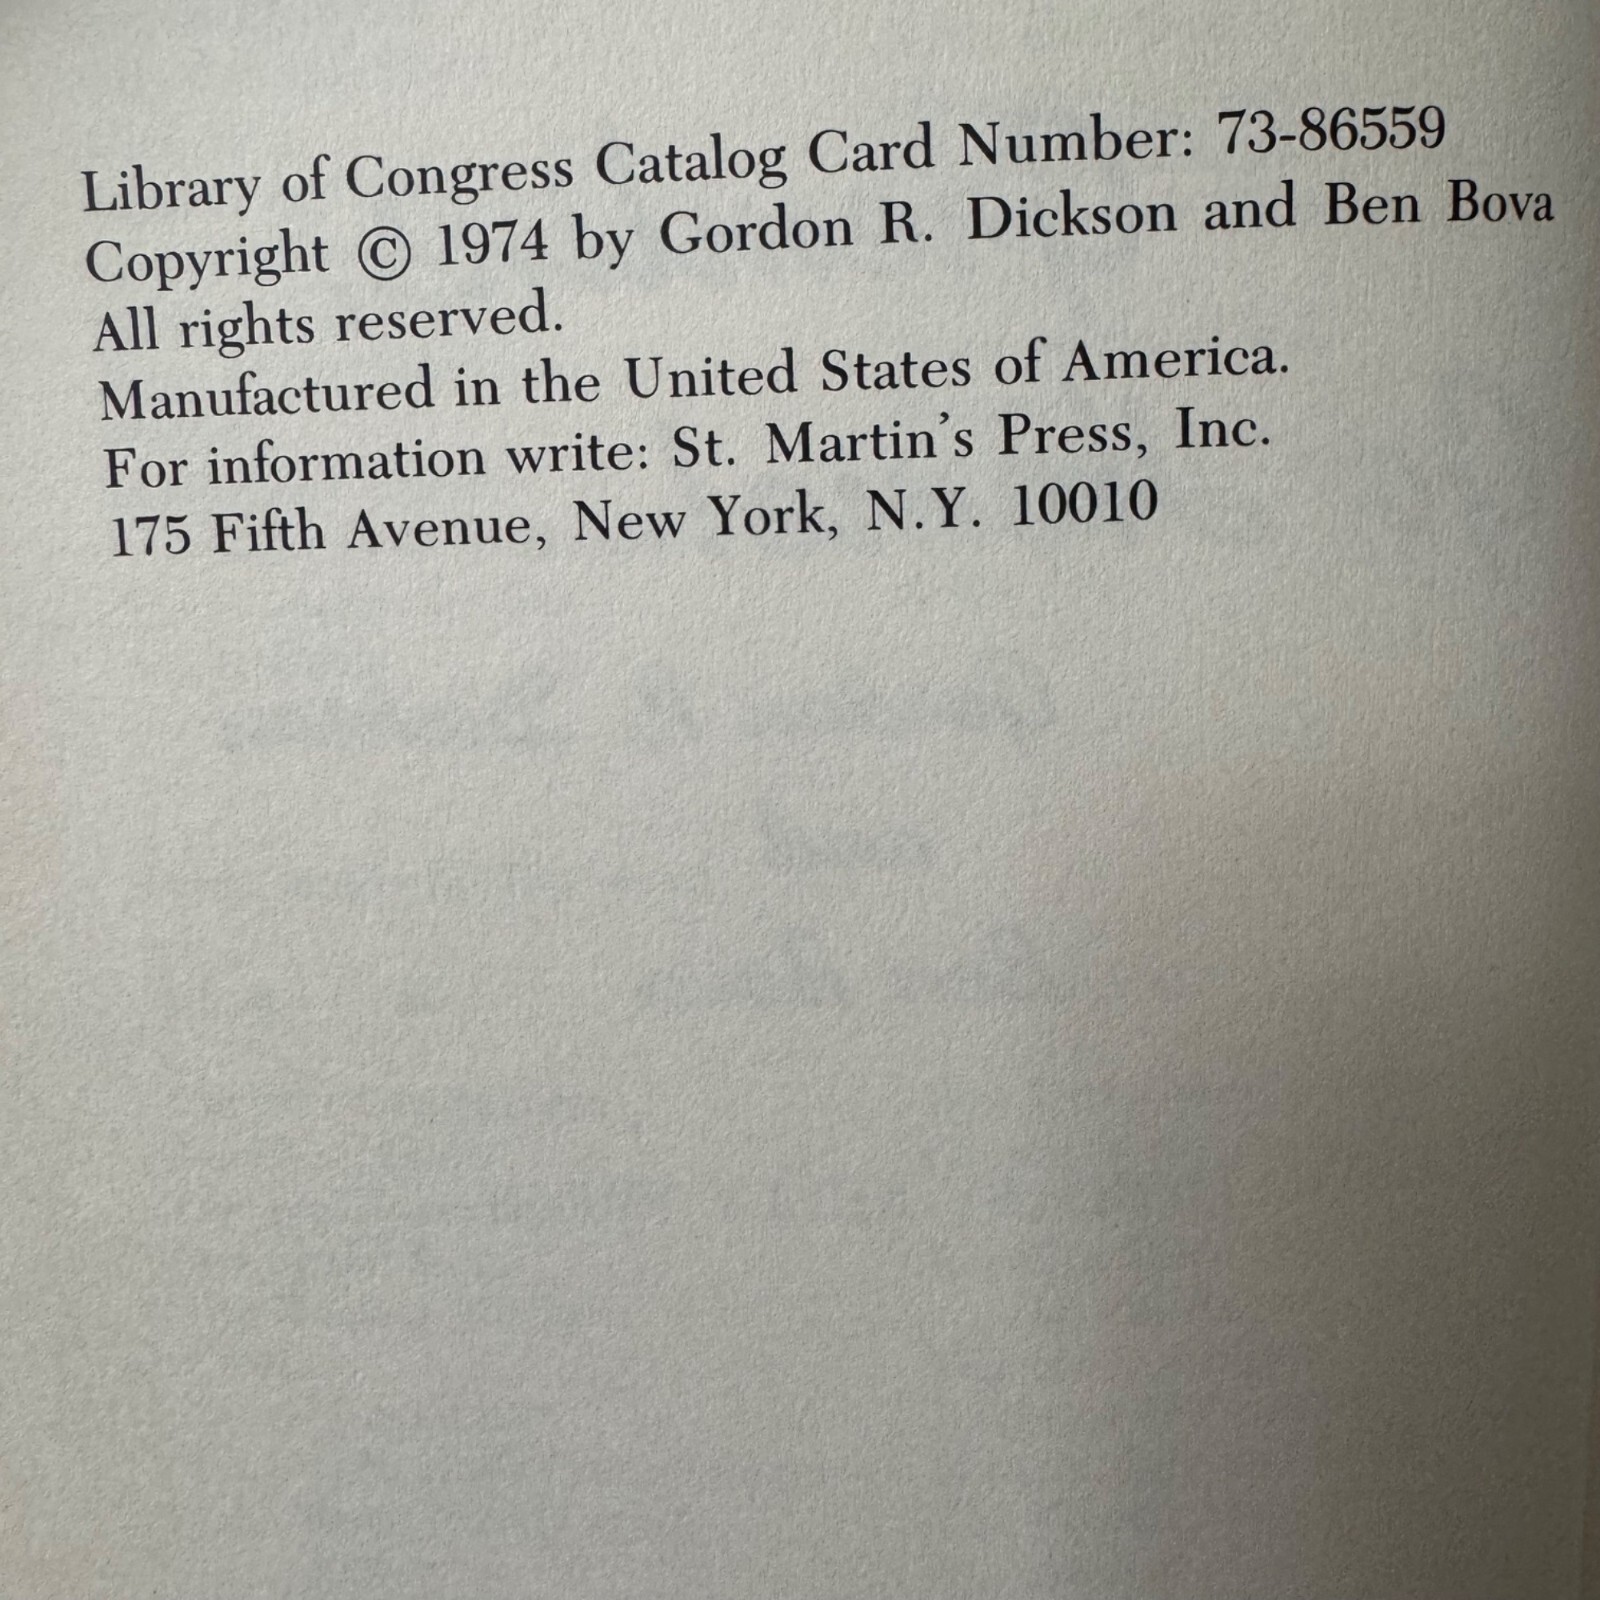 Library of Congress Catalog Card Number: 73-86559
Copyright © 1974 by Gordon R. Dickson and Ben Bova
All rights reserved.
Manufactured in the United States of America.
For information write: St. Martin's Press, Inc.
175 Fifth Avenue, New York, N.Y. 10010